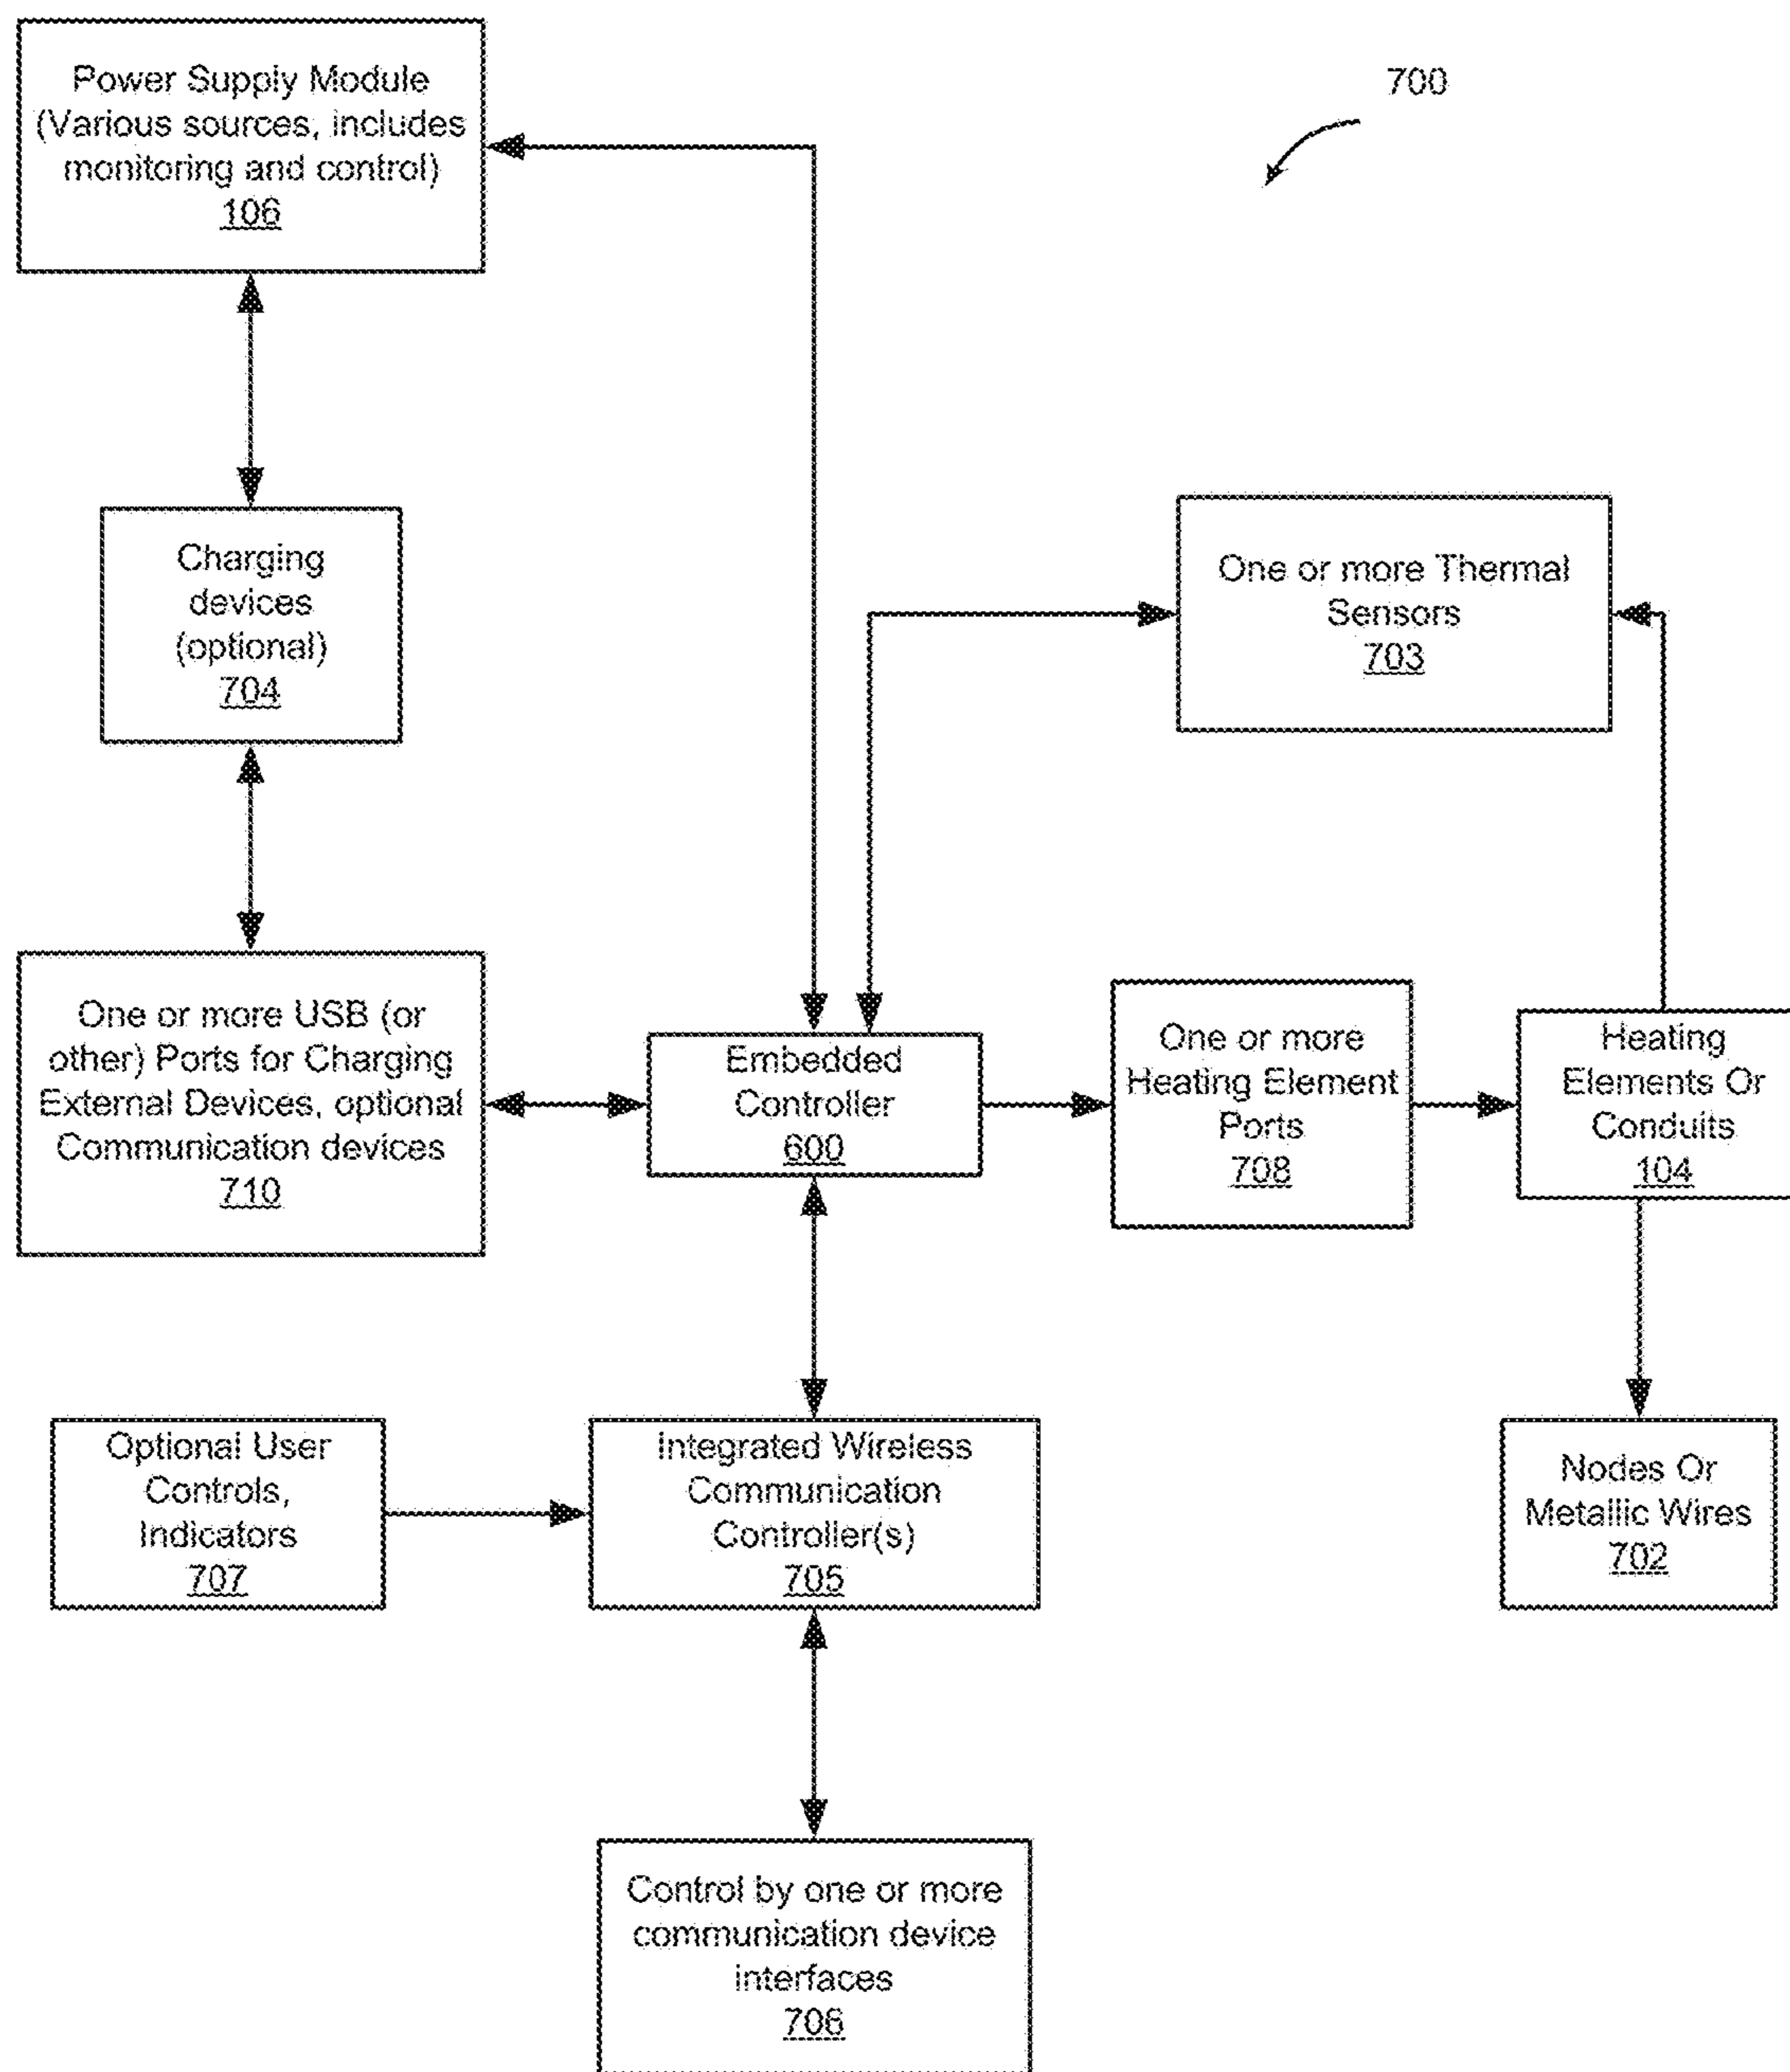 Power Supply Module
(Various sources, includes
monitoring and control)
106
700
Charging
devices
(optional)
704
One or more Thermal
Sensors
703
One or more USB (or
other) Ports for Charging
External Devices, optional
Communication devices
710
Embedded
Controller
600
One or more
Heating Element
Ports
708
Heating
Elements Or
Conduits
104
Optional User
Controls,
Indicators
707
Integrated Wireless
Communication
Controller(s)
705
Nodes Or
Metallic Wires
702
Control by one or more
communication device
interfaces
706